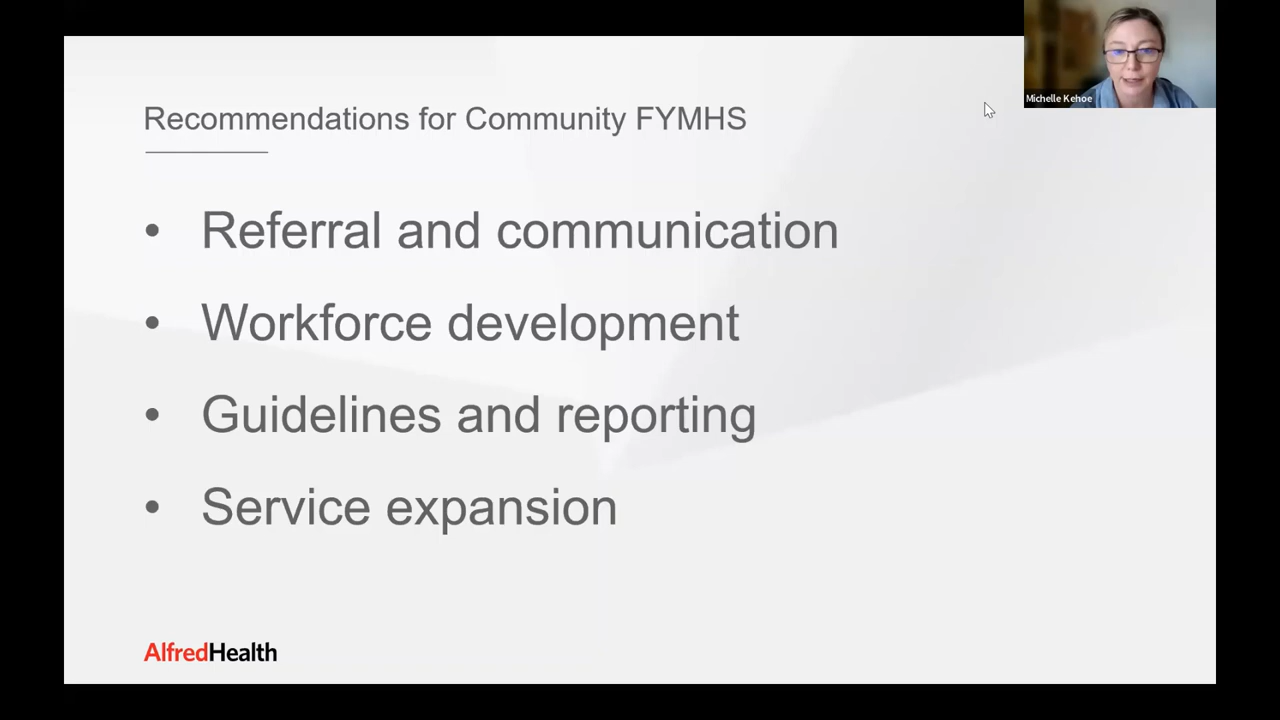 Michelle Kehoe
Recommendations for Community FYMHS
• Referral and communication
• Workforce development
• Guidelines and reporting
• Service expansion
AlfredHealth